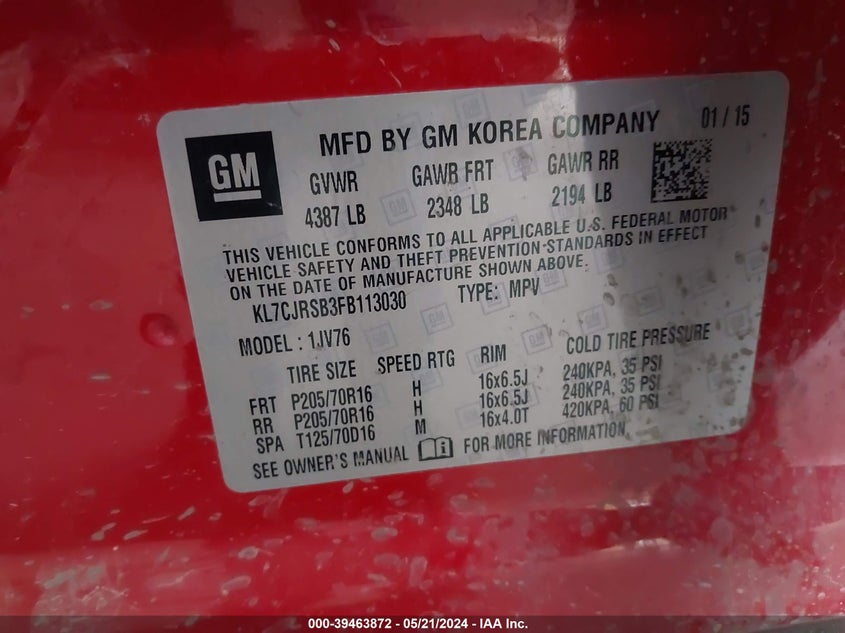 GM
MFD BY GM KOREA COMPANY 01 / 15
GVWR GAWB FRT GAWR RR
4387 LB 2348 LB 2194 LB
THIS VEHICLE CONFORMS TO ALL APPLICABLE U.S. FEDERAL MOTOR
VEHICLE SAFETY AND THEFT PREVENTION STANDARDS IN EFFECT
ON THE DATE OF MANUFACTURE SHOWN ABOVE.
KL7CJRSB3FB113030 TYPE: MPV
MODEL : 1JV76
TIRE SIZE SPEED RTG RIM COLD TIRE PRESSURE
FRT P205/70R16 H 16x6.5J 240KPA, 35 PSI
RR P205/70R16 H 16x6.5J 240KPA, 35 PSI
SPA T125/70D16 M 16x4.0T 420KPA, 60 PSI
SEE OWNER'S MANUAL FOR MORE INFORMATION.
000-39463872 - 05/21/2024 - IAA Inc.